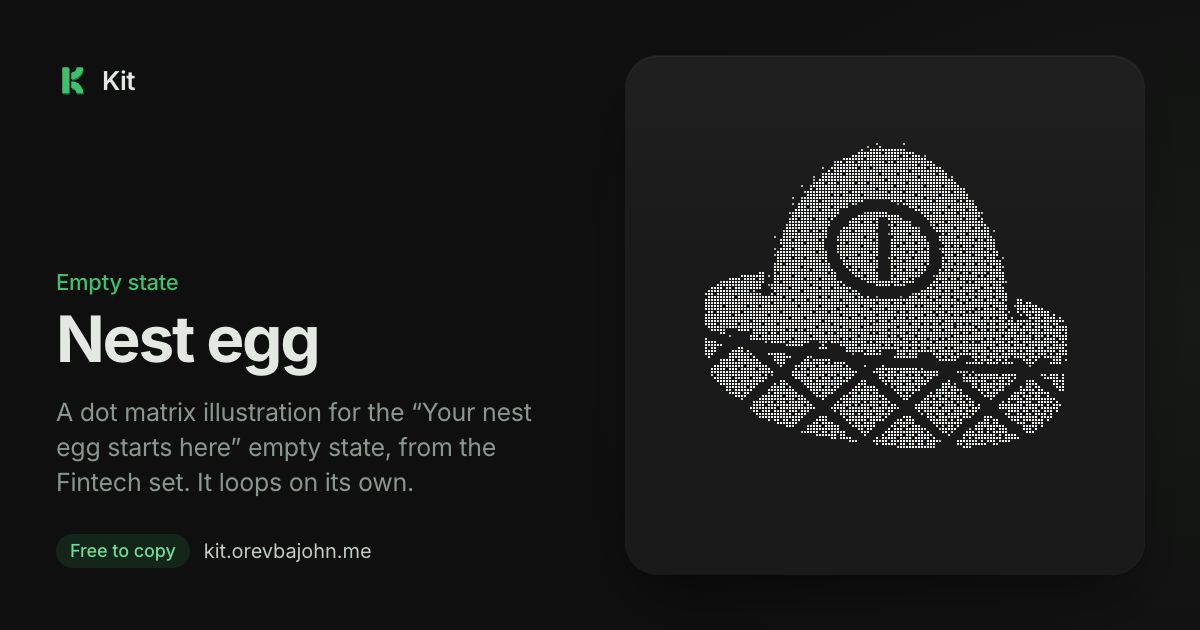 Kit
Empty state
Nest egg
A dot matrix illustration for the “Your nest
egg starts here” empty state, from the
Fintech set. It loops on its own.
Free to copy
kit.orevbajohn.me